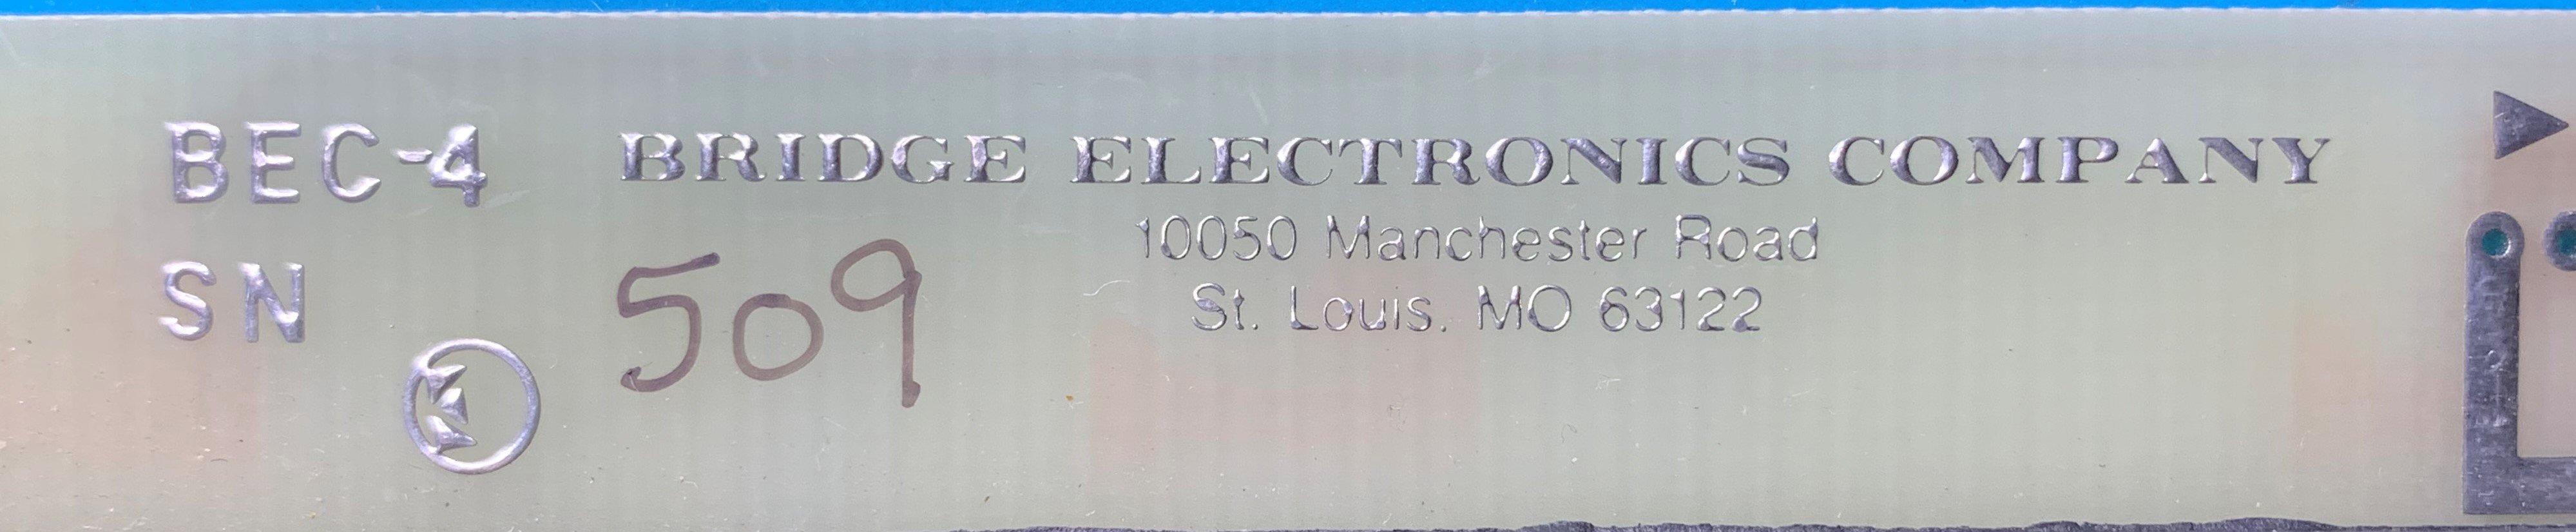 BEC-4 BRIDGE ELECTRONICS COMPANY
10050 Manchester Road
SN 509
St. Louis, MO 63122